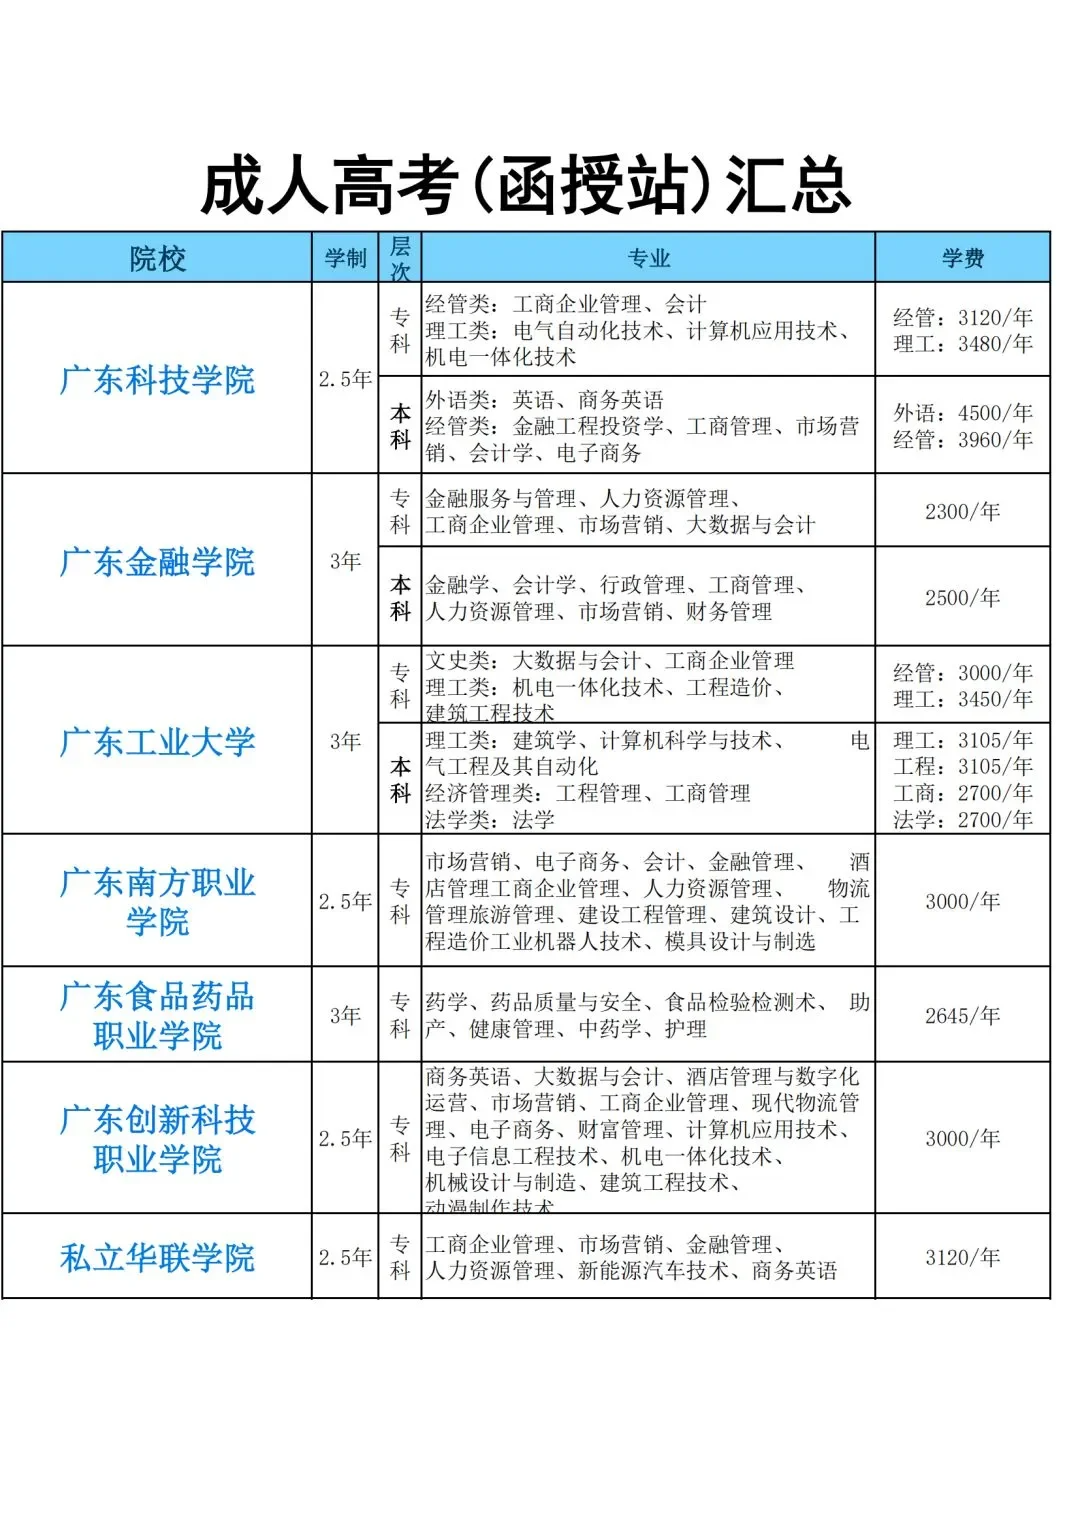 成人高考(函授站)汇总
院校 学制 层次 专业 学费
广东科技学院
2.5年
专科
经管类：工商企业管理、会计
理工类：电气自动化技术、计算机应用技术、
机电一体化技术
经管：3120/年
理工：3480/年
本科
外语类：英语、商务英语
经管类：金融工程投资学、工商管理、市场营
销、会计学、电子商务
外语：4500/年
经管：3960/年
广东金融学院
3年
专科
金融服务与管理、人力资源管理、
工商企业管理、市场营销、大数据与会计
2300/年
本科
金融学、会计学、行政管理、工商管理、
人力资源管理、市场营销、财务管理
2500/年
广东工业大学
3年
专科
文史类：大数据与会计、工商企业管理
理工类：机电一体化技术、工程造价、
建筑工程技术
经管：3000/年
理工：3450/年
本科
理工类：建筑学、计算机科学与技术、 电
气工程及其自动化
经济管理类：工程管理、工商管理
法学类：法学
理工：3105/年
工程：3105/年
工商：2700/年
法学：2700/年
广东南方职业
学院
2.5年
专科
市场营销、电子商务、会计、金融管理、 酒
店管理工商企业管理、人力资源管理、 物流
管理旅游管理、建设工程管理、建筑设计、工
程造价工业机器人技术、模具设计与制造
3000/年
广东食品药品
职业学院
3年
专科
药学、药品质量与安全、食品检验检测术、 助
产、健康管理、中药学、护理
2645/年
广东创新科技
职业学院
2.5年
专科
商务英语、大数据与会计、酒店管理与数字化
运营、市场营销、工商企业管理、现代物流管
理、电子商务、财富管理、计算机应用技术、
电子信息工程技术、机电一体化技术、
机械设计与制造、建筑工程技术、
动漫制作技术
3000/年
私立华联学院
2.5年
专科
工商企业管理、市场营销、金融管理、
人力资源管理、新能源汽车技术、商务英语
3120/年